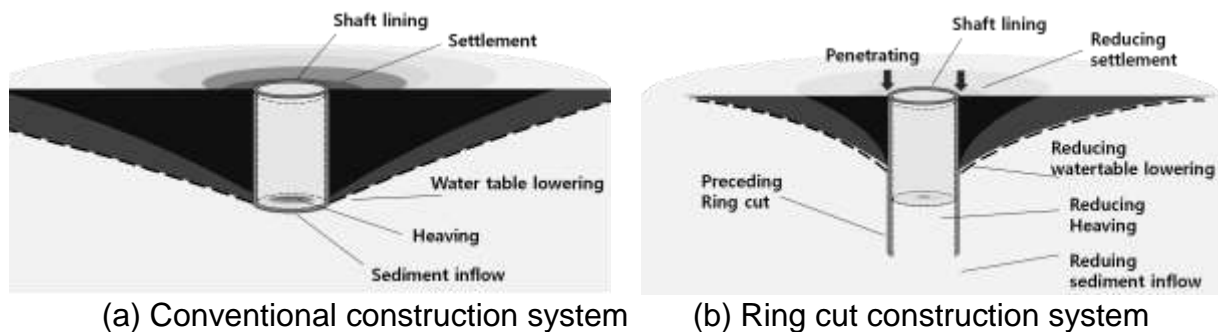 Shaft lining
Settlement
Water table lowering
Heaving
Sediment inflow
(a) Conventional construction system
Shaft lining
Penetrating
Reducing
settlement
Reducing
watertable lowering
Preceding
Ring cut
Reducing
Heaving
Reduing
sediment inflow
(b) Ring cut construction system